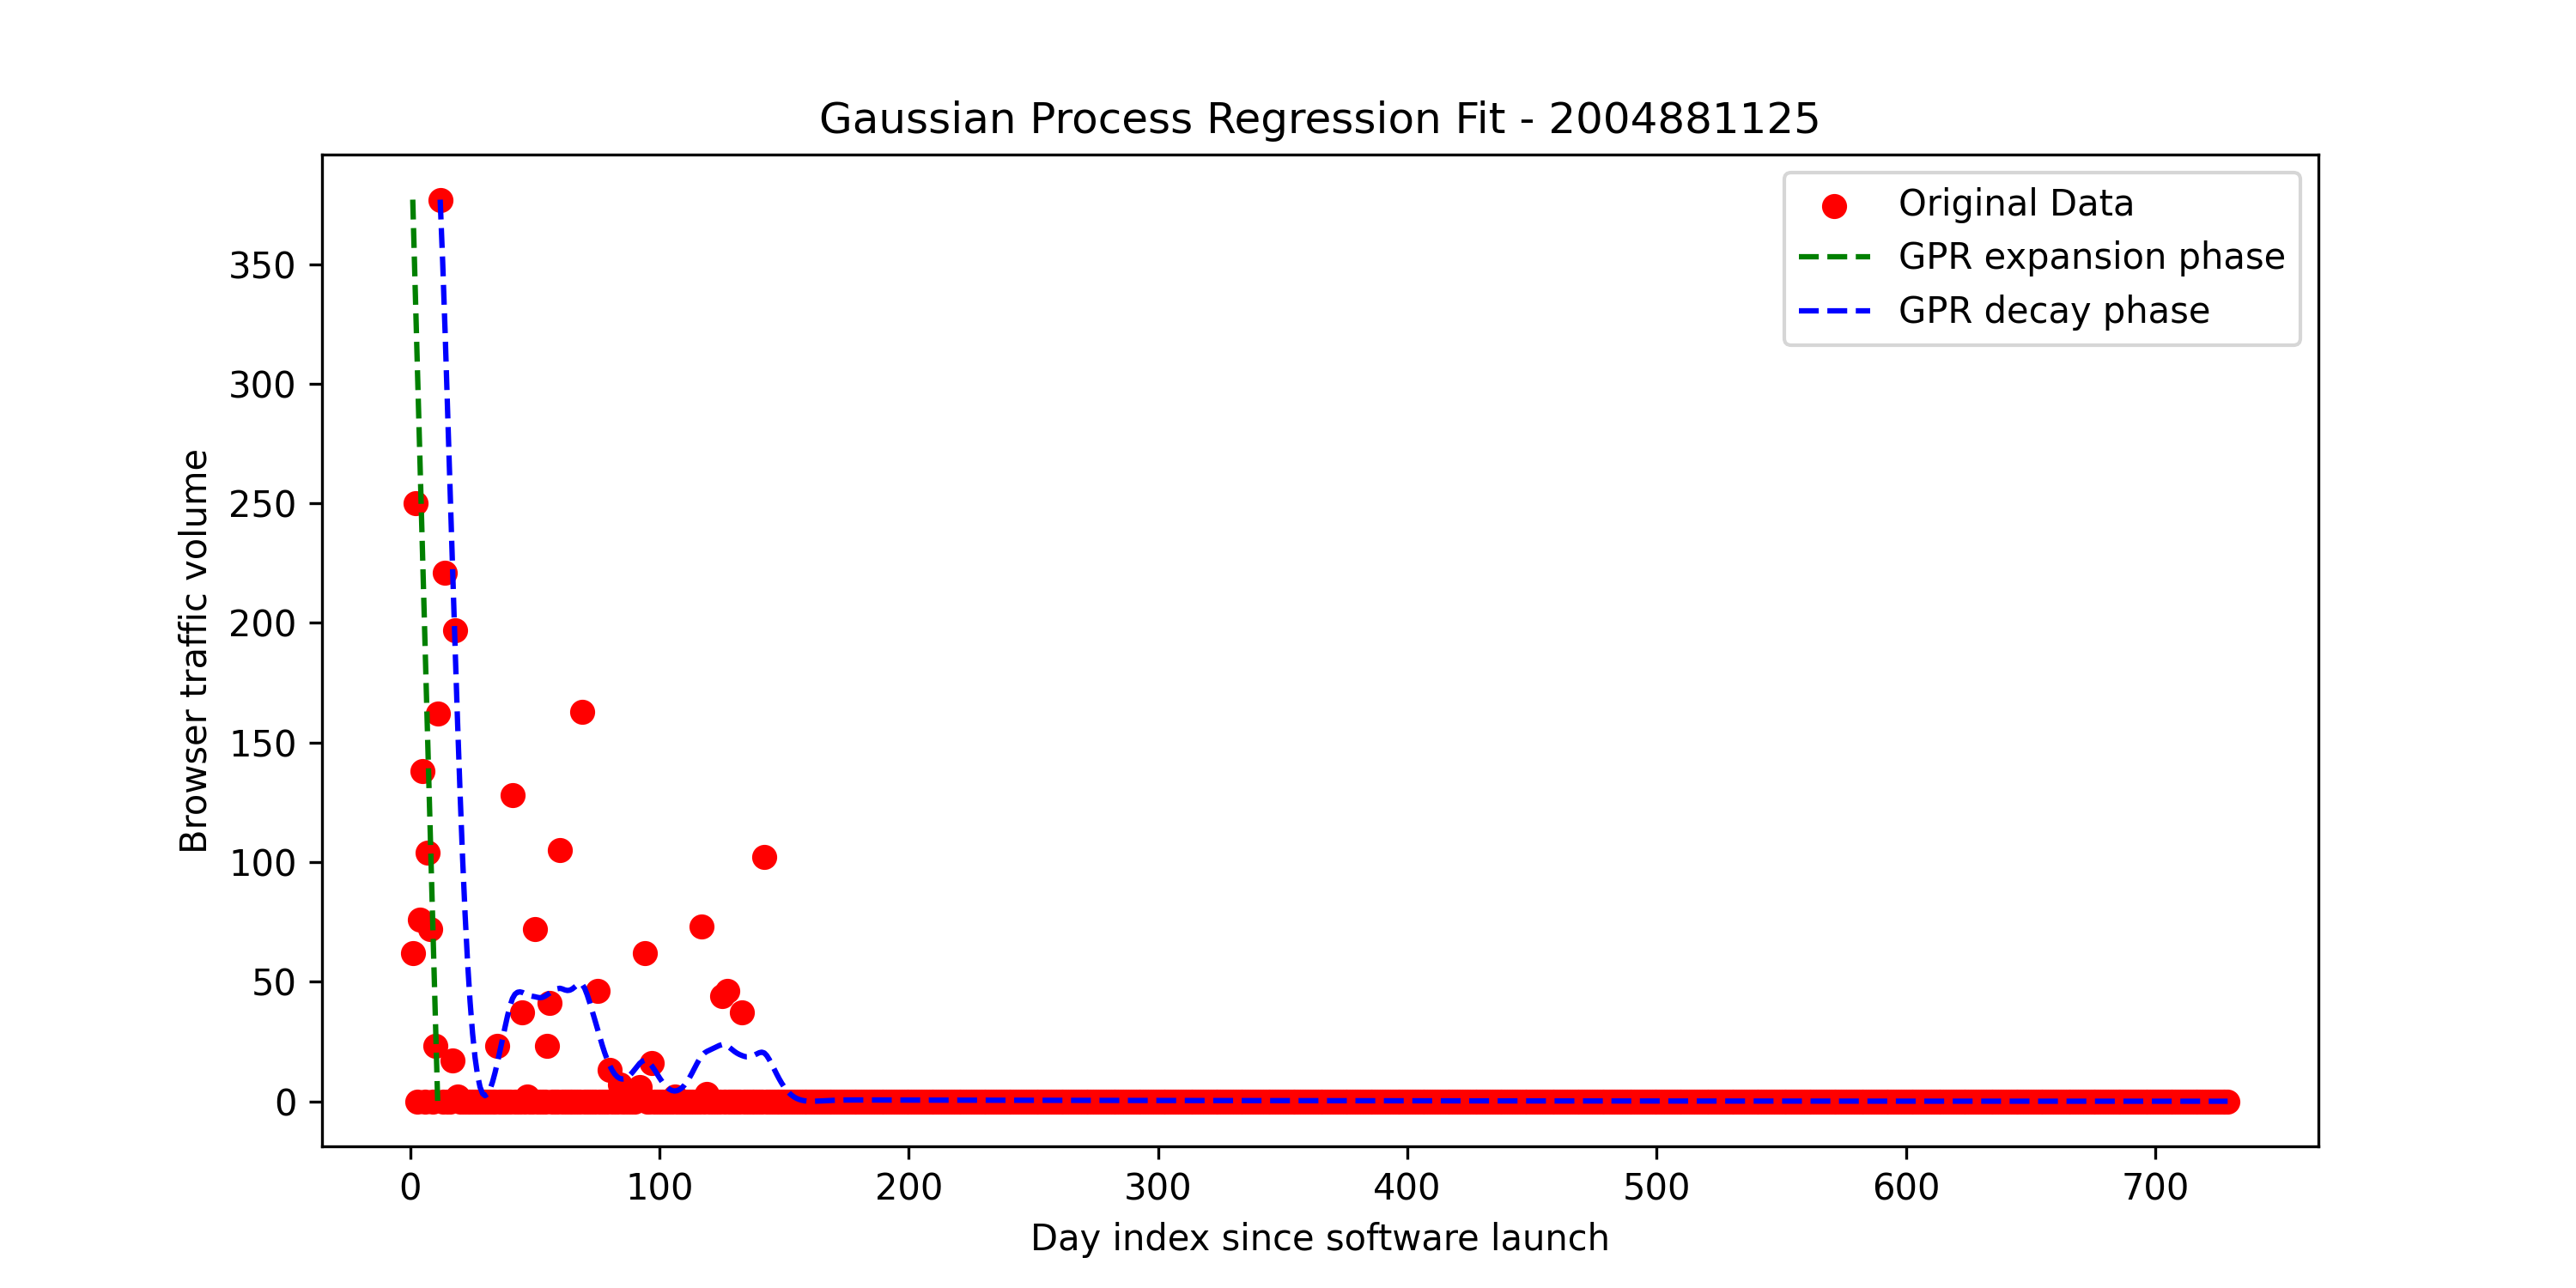 Gaussian Process Regression Fit - 2004881125
Original Data
GPR expansion phase
GPR decay phase
Browser traffic volume
350
300
250
200
150
100
50
0
0 100 200 300 400 500 600 700
Day index since software launch